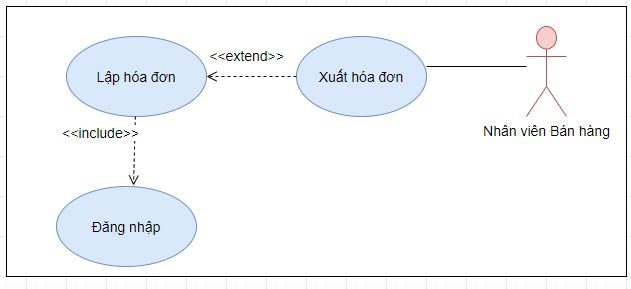 <<extend>>
Lập hóa đơn
Xuất hóa đơn
Nhân viên Bán hàng
<<include>>
Đăng nhập